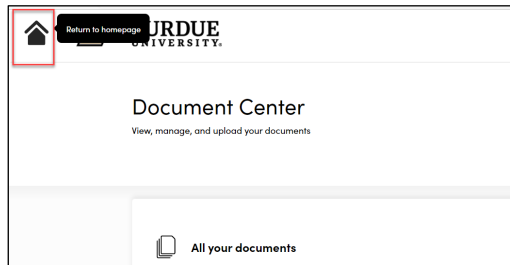 Return to homepage
URDUE
UNIVERSITY®
Document Center
View, manage, and upload your documents
All your documents